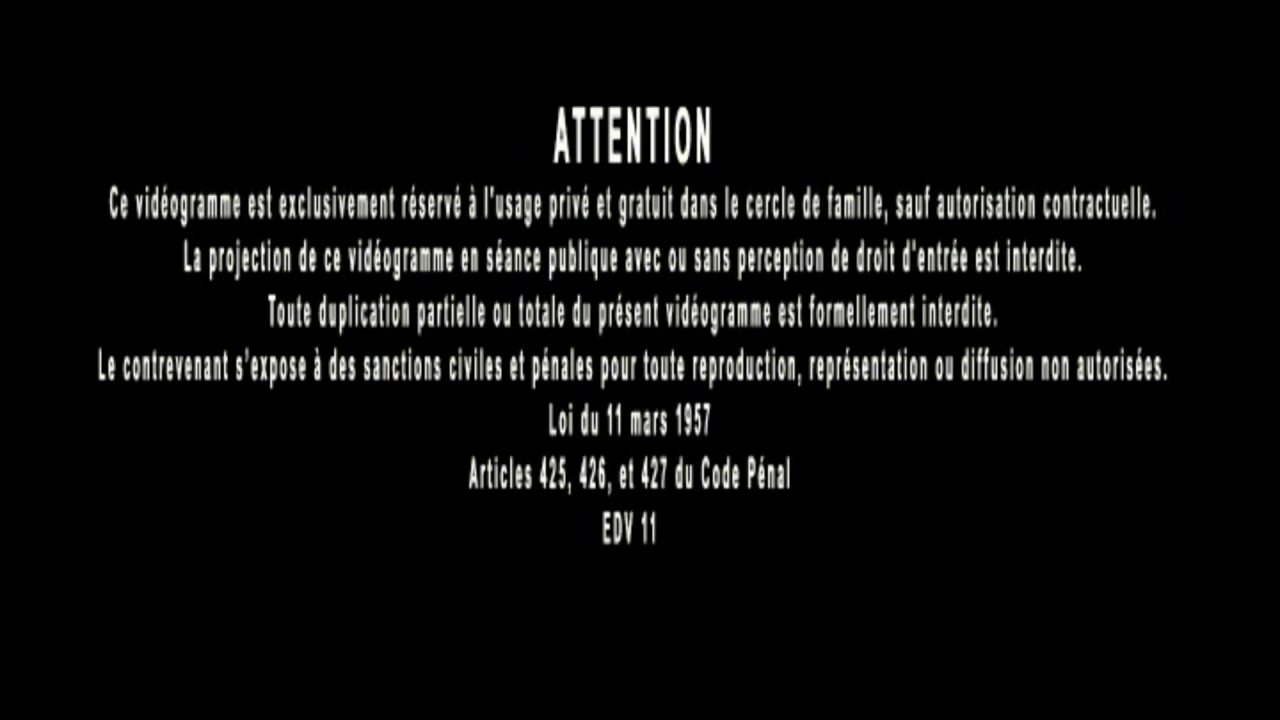 ATTENTION
Ce vidéogramme est exclusivement réservé à l'usage privé et gratuit dans le cercle de famille, sauf autorisation contractuelle.
La projection de ce vidéogramme en séance publique avec ou sans perception de droit d'entrée est interdite.
Toute duplication partielle ou totale du présent vidéogramme est formellement interdite.
Le contrevenant s'expose à des sanctions civiles et pénales pour toute reproduction, représentation ou diffusion non autorisées.
Loi du 11 mars 1957
Articles 425, 426, et 427 du Code Pénal
EDV 11